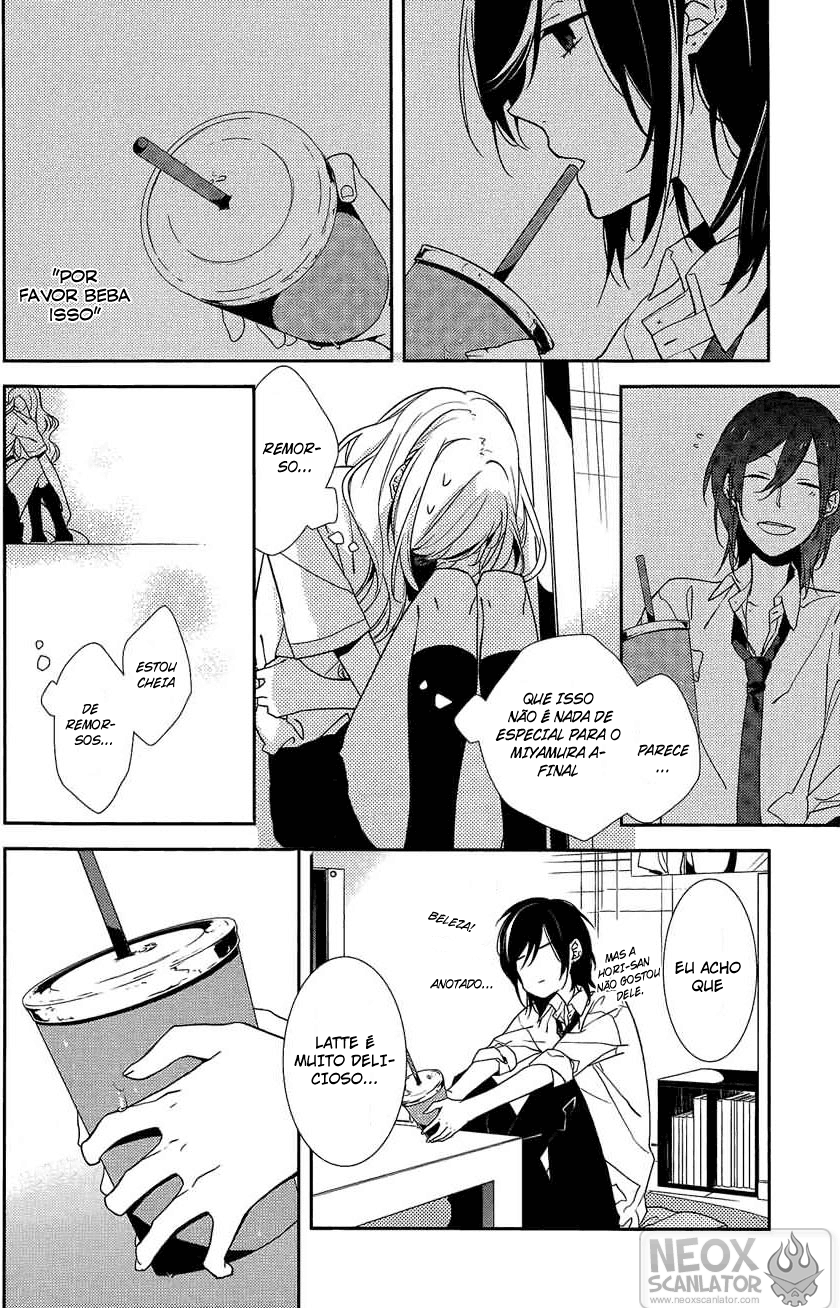 "POR
FAVOR BEBA
ISSO"
PARECE
...
QUE ISSO
NÃO É NADA DE
ESPECIAL PARA O
MIYAMURA A-
FINAL
REMOR-
SO...
ESTOU
CHEIA
DE
REMOR-
SOS...
EU ACHO
QUE
MAS A
HORI-SAN
NÃO GOSTOU
DELE.
BELEZA!
ANOTADO...
LATTE É
MUITO DELI-
CIOSO...
NEOX
SCANLATOR
www.neoxscanlator.com